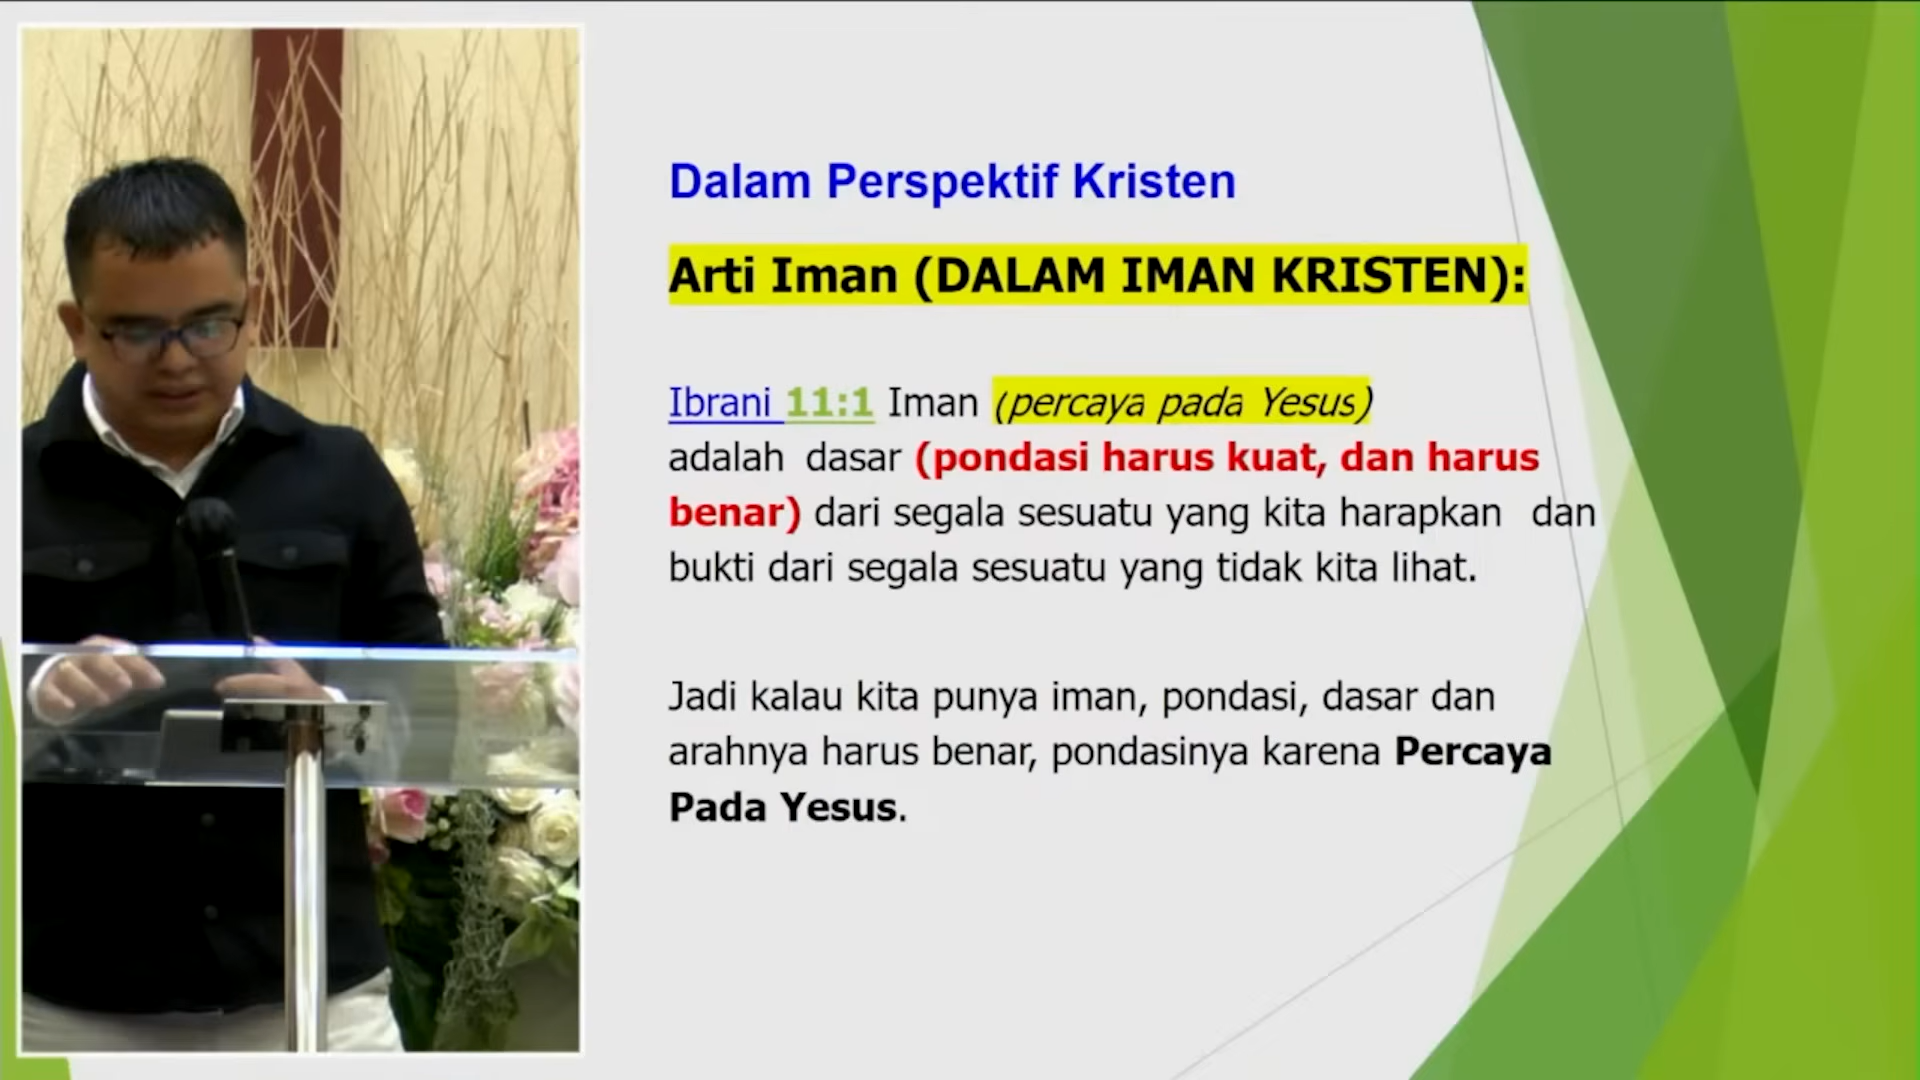 Dalam Perspektif Kristen
Arti Iman (DALAM IMAN KRISTEN):
Ibrani 11:1 Iman (percaya pada Yesus)
adalah dasar (pondasi harus kuat, dan harus
benar) dari segala sesuatu yang kita harapkan dan
bukti dari segala sesuatu yang tidak kita lihat.
Jadi kalau kita punya iman, pondasi, dasar dan
arahnya harus benar, pondasinya karena Percaya
Pada Yesus.